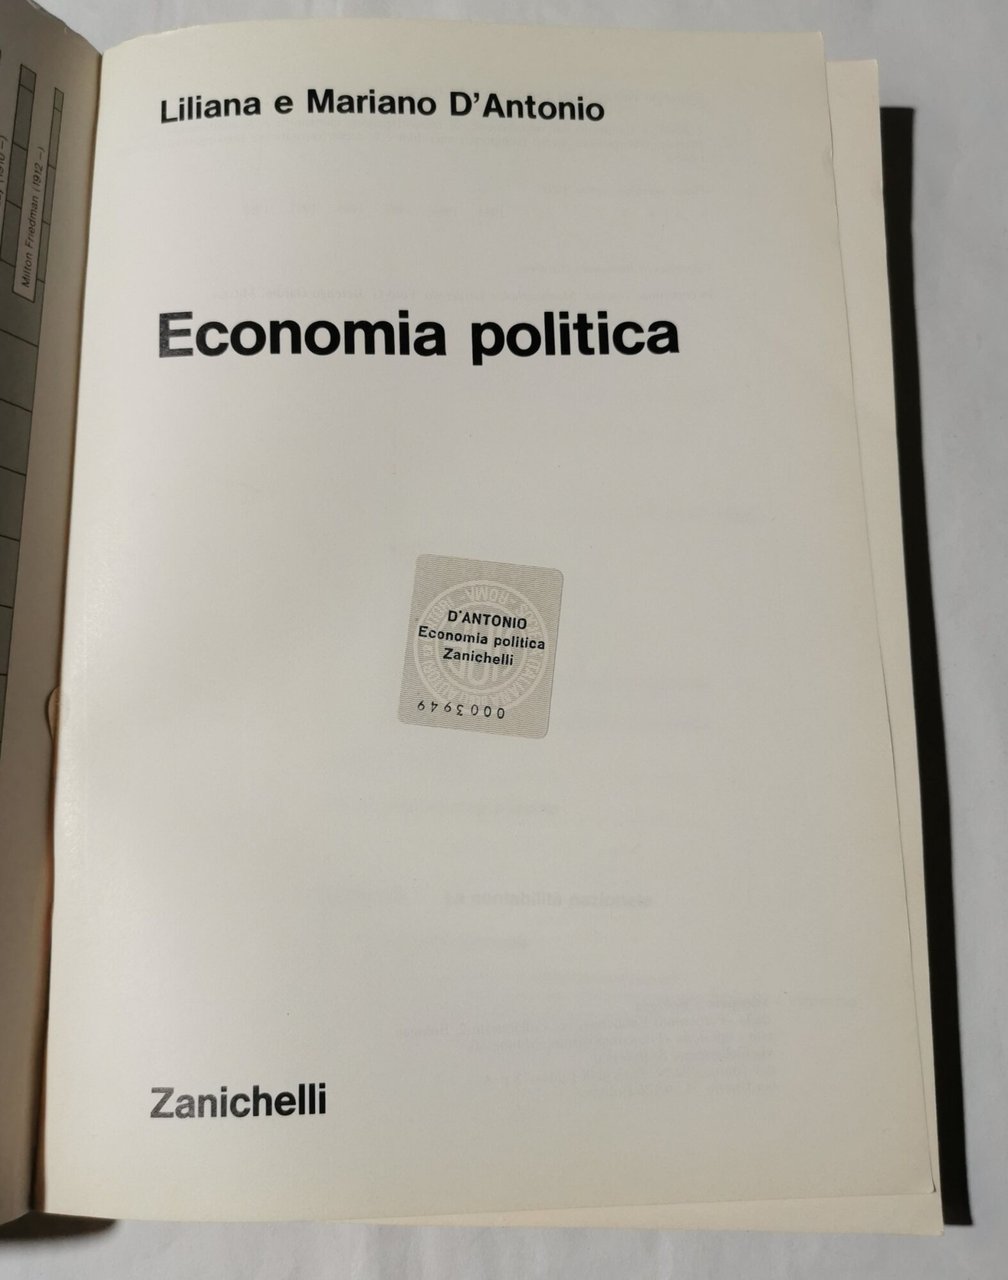 Milton Friedman (1912 –)
Liliana e Mariano D'Antonio
Economia politica
D'ANTONIO
Economia politica
Zanichelli
0003949
Zanichelli